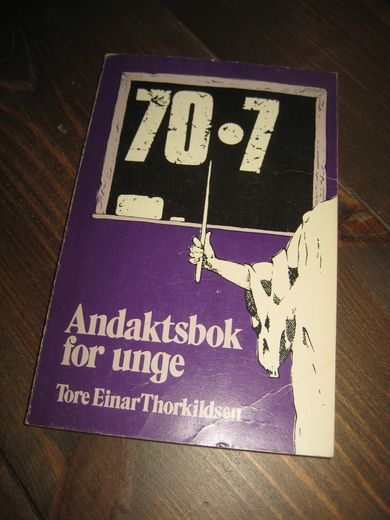 70•7
Andaktsbok
for unge
Tore Einar Thorkildsen